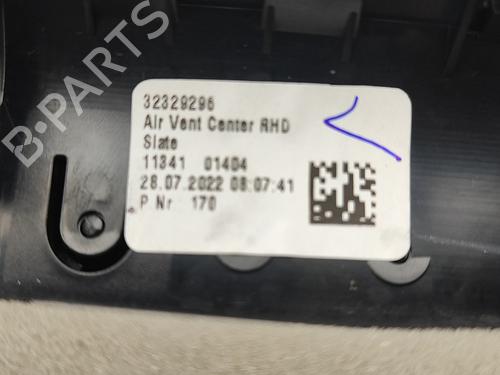 32329296
Air Vent Center RHD
Slate
11341 01404
28.07.2022 08:07:41
P Nr 170
B-PARTS